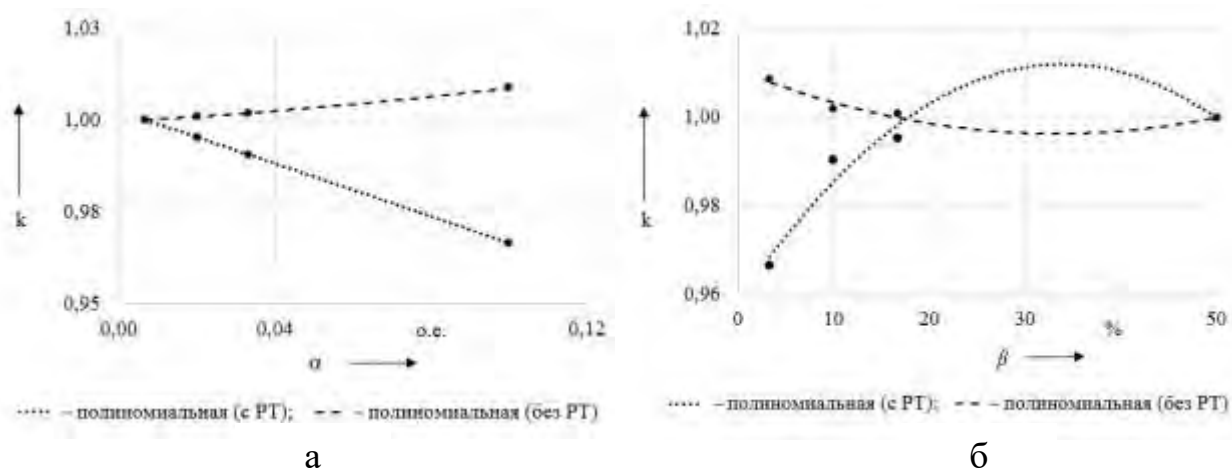 1,03
1,00
0,98
0,95
k
0,00
0,04
о.е.
0,12
α
– полиномиальная (с РТ); – полиномиальная (без РТ)
а
1,02
1,00
0,98
0,96
k
0
10
20
30
%
50
β
– полиномиальная (с РТ); – полиномиальная (без РТ)
б